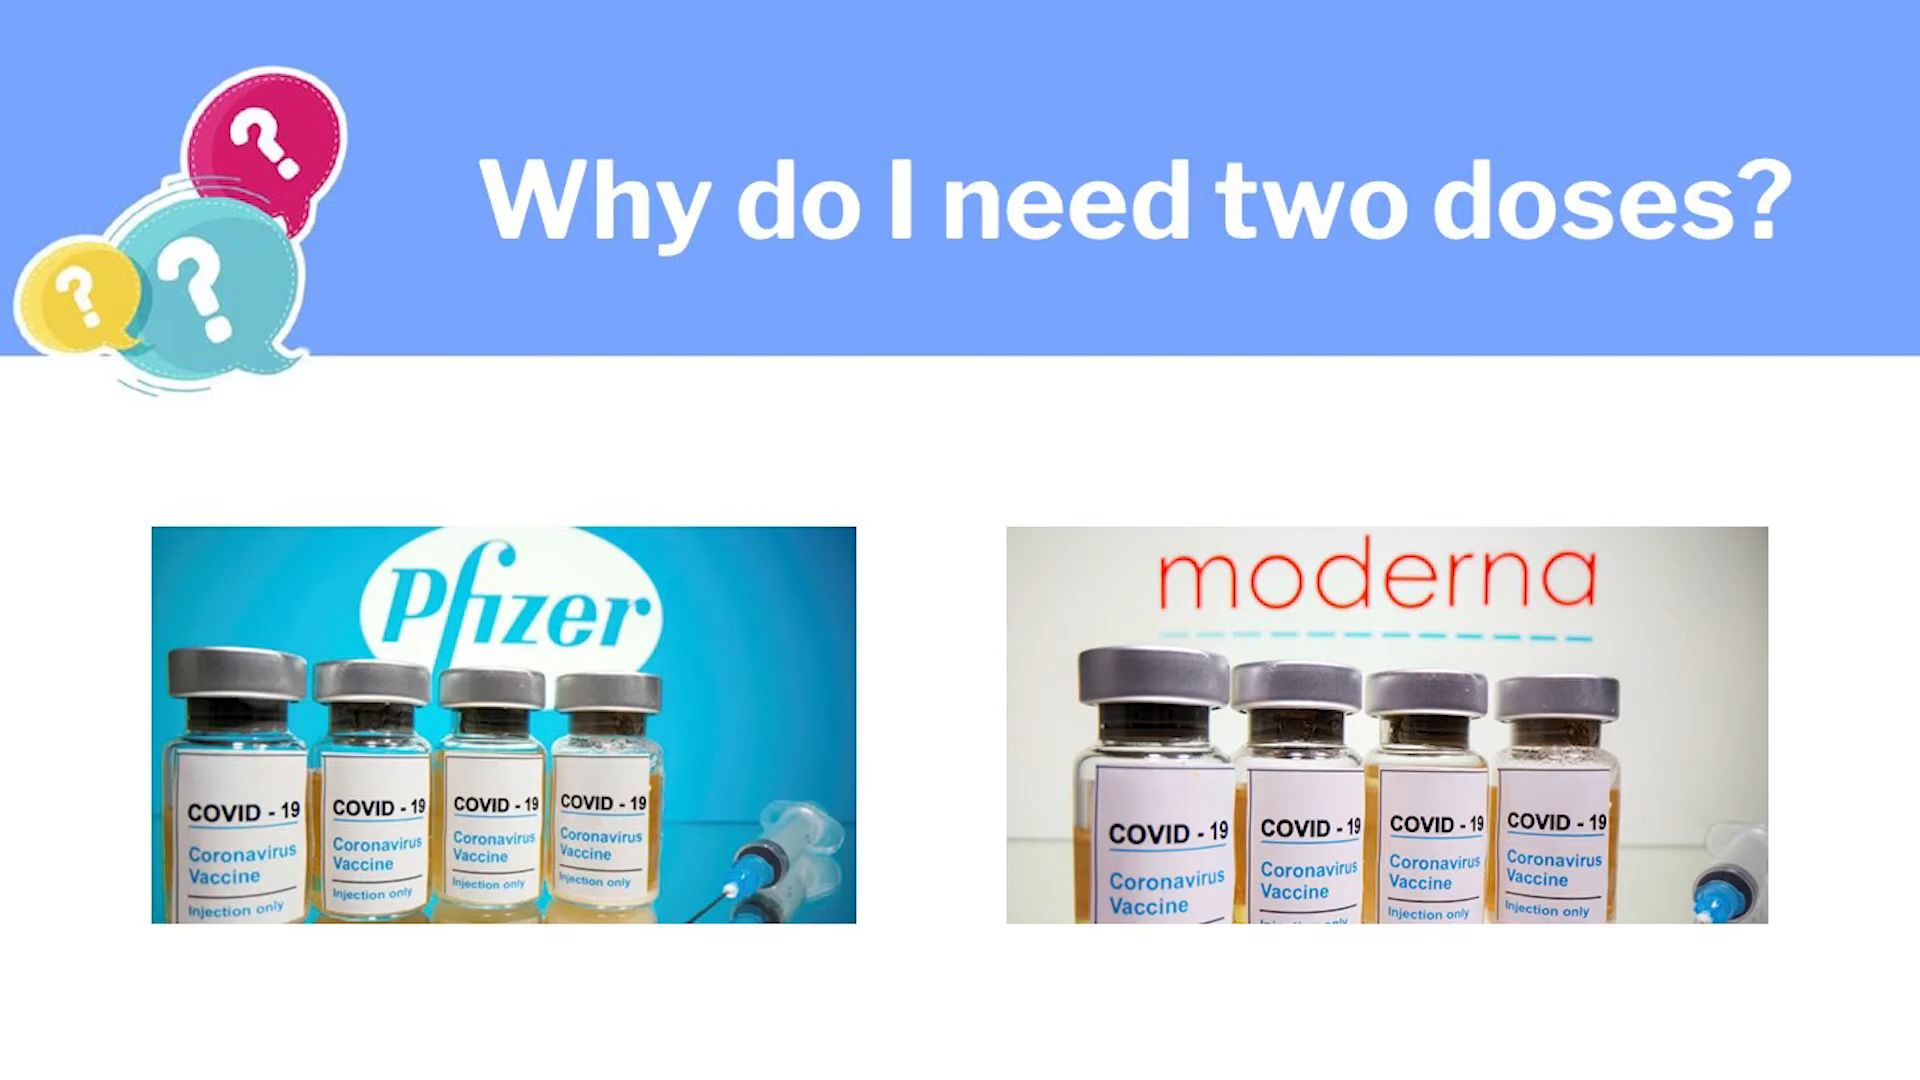 ?
?
?
Why do I need two doses?
Pfizer
COVID - 19
Coronavirus
Vaccine
Injection only
COVID - 19
Coronavirus
Vaccine
Injection only
COVID - 19
Coronavirus
Vaccine
Injection only
COVID - 19
Coronavirus
Vaccine
Injection only
moderna
COVID - 19
Coronavirus
Vaccine
COVID - 19
Coronavirus
Vaccine
COVID - 19
Coronavirus
Vaccine
Injection only
COVID - 19
Coronavirus
Vaccine
Injection only